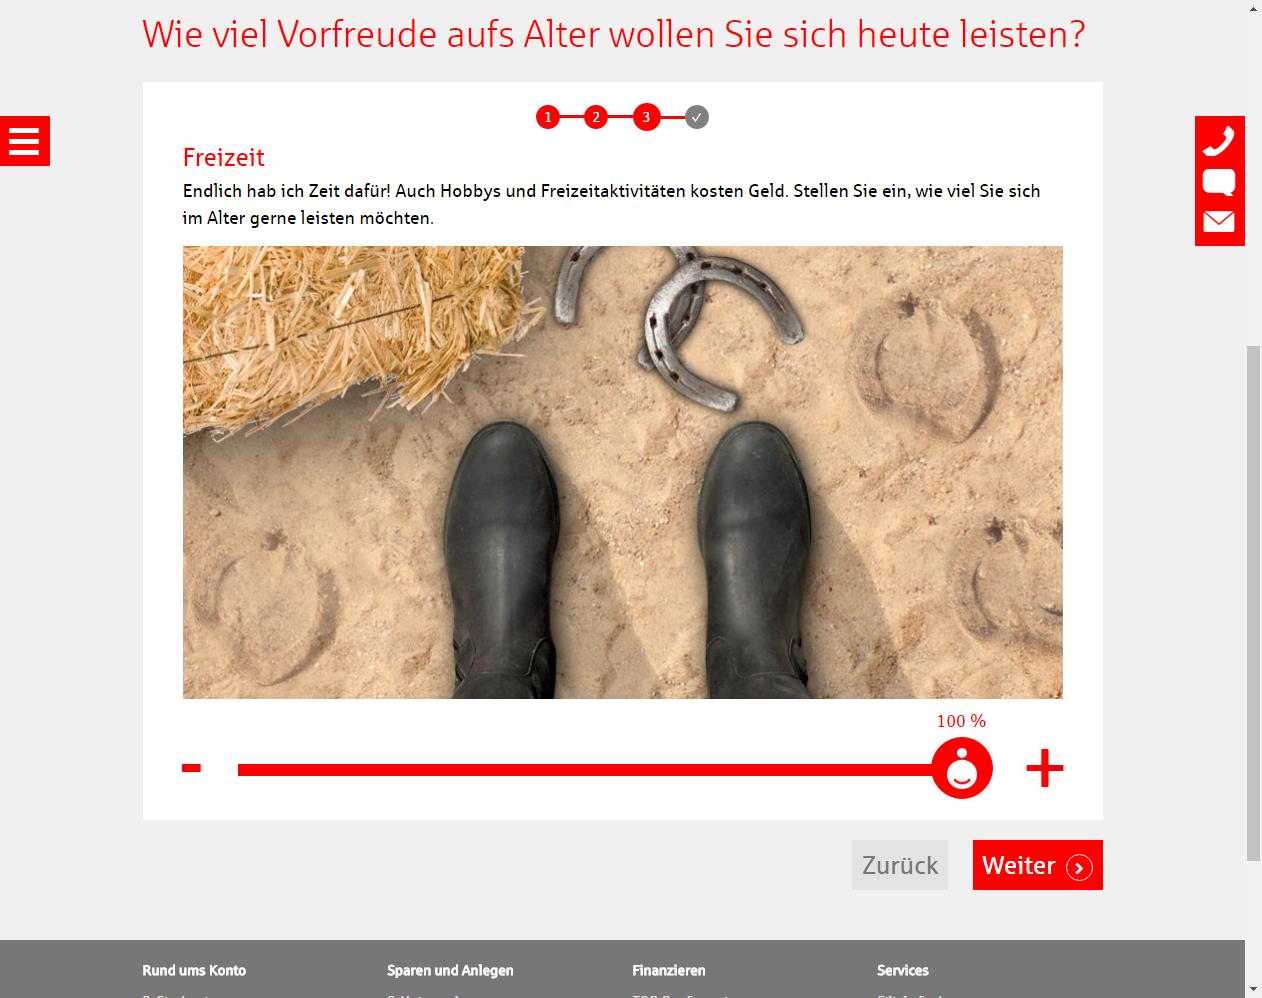 Wie viel Vorfreude aufs Alter wollen Sie sich heute leisten?
1 2 3
Freizeit
Endlich hab ich Zeit dafür! Auch Hobbys und Freizeitaktivitäten kosten Geld. Stellen Sie ein, wie viel Sie sich
im Alter gerne leisten möchten.
100 %
- +
Zurück Weiter
Rund ums Konto Sparen und Anlegen Finanzieren Services